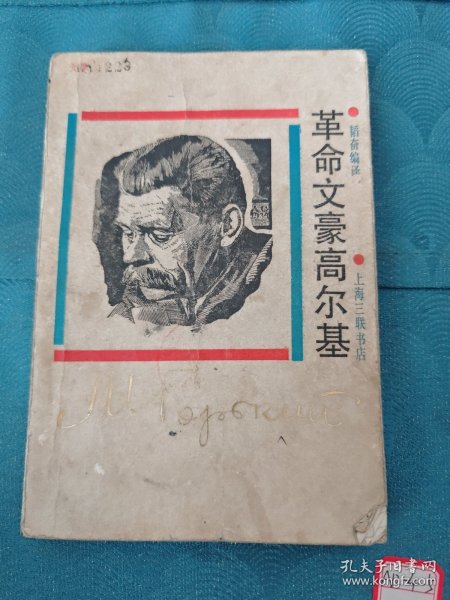 革命文豪高尔基
韬奋编译
上海三联书店
М. Горький
孔夫子旧书网
www.kongfz.com